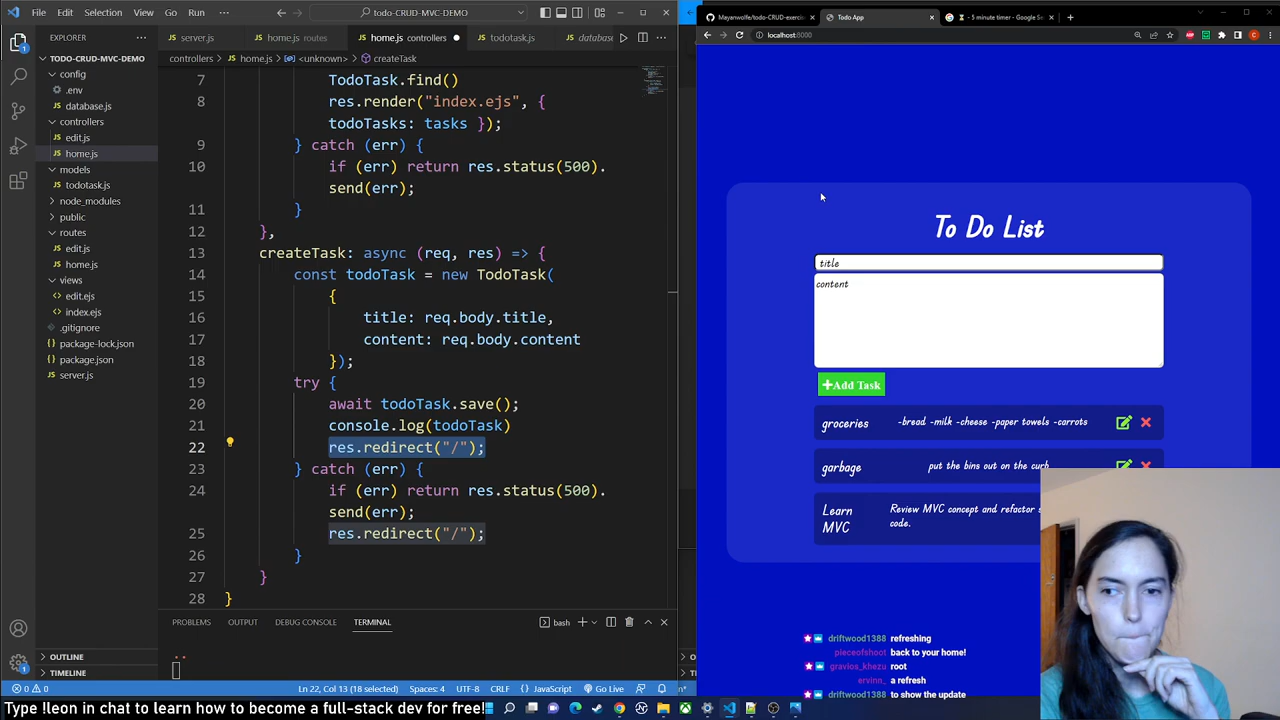 File Edit Selection View Go Run ···
TODO-CRUD-MVC-DEMO
EXPLORER ···
TODO-CRUD-MVC-DEMO
config
.env
database.js
controllers
edit.js
home.js
models
todotask.js
node_modules
public
routes
edit.js
home.js
views
edit.ejs
index.ejs
.gitignore
package-lock.json
package.json
server.js
OUTLINE
TIMELINE
server.js
home.js routes
home.js controllers
todotask.js
controllers > home.js > <unknown> > createTask
7 TodoTask.find()
8 res.render("index.ejs", {
todoTasks: tasks });
9 } catch (err) {
10 if (err) return res.status(500).
send(err);
11 }
12 },
13 createTask: async (req, res) => {
14 const todoTask = new TodoTask(
15 {
16 title: req.body.title,
17 content: req.body.content
18 });
19 try {
20 await todoTask.save();
21 console.log(todoTask)
22 res.redirect("/");
23 } catch (err) {
24 if (err) return res.status(500).
send(err);
25 res.redirect("/");
26 }
27 }
28 }
PROBLEMS OUTPUT DEBUG CONSOLE TERMINAL
bash
0 0
Ln 22, Col 13 (18 selected) Spaces: 4 UTF-8 CRLF JavaScript Go Live
Type !leon in chat to learn how to become a full-stack dev for free!
Todo App
- 5 minute timer - Google
localhost:8000
To Do List
title
content
+Add Task
groceries -bread -milk -cheese -paper towels -carrots
garbage put the bins out on the curb
Learn MVC Review MVC concept and refactor
code.
driftwood1388 refreshing
pieceofshoot back to your home!
gravios_khezu root
ervinn_ a refresh
driftwood1388 to show the update